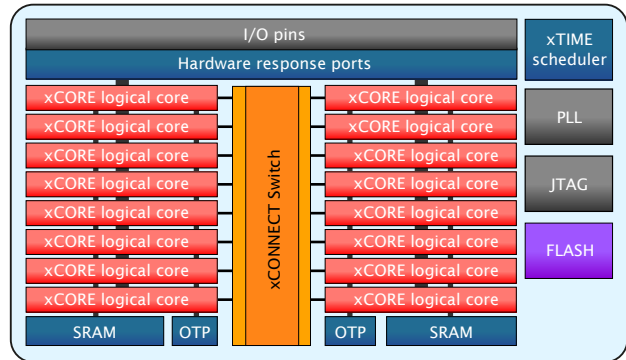 I/O pins
Hardware response ports
xTIME
scheduler
xCORE logical core
xCORE logical core
xCORE logical core
xCORE logical core
xCORE logical core
xCORE logical core
xCORE logical core
xCORE logical core
xCONNECT Switch
xCORE logical core
xCORE logical core
xCORE logical core
xCORE logical core
xCORE logical core
xCORE logical core
xCORE logical core
xCORE logical core
PLL
JTAG
FLASH
SRAM
OTP
OTP
SRAM